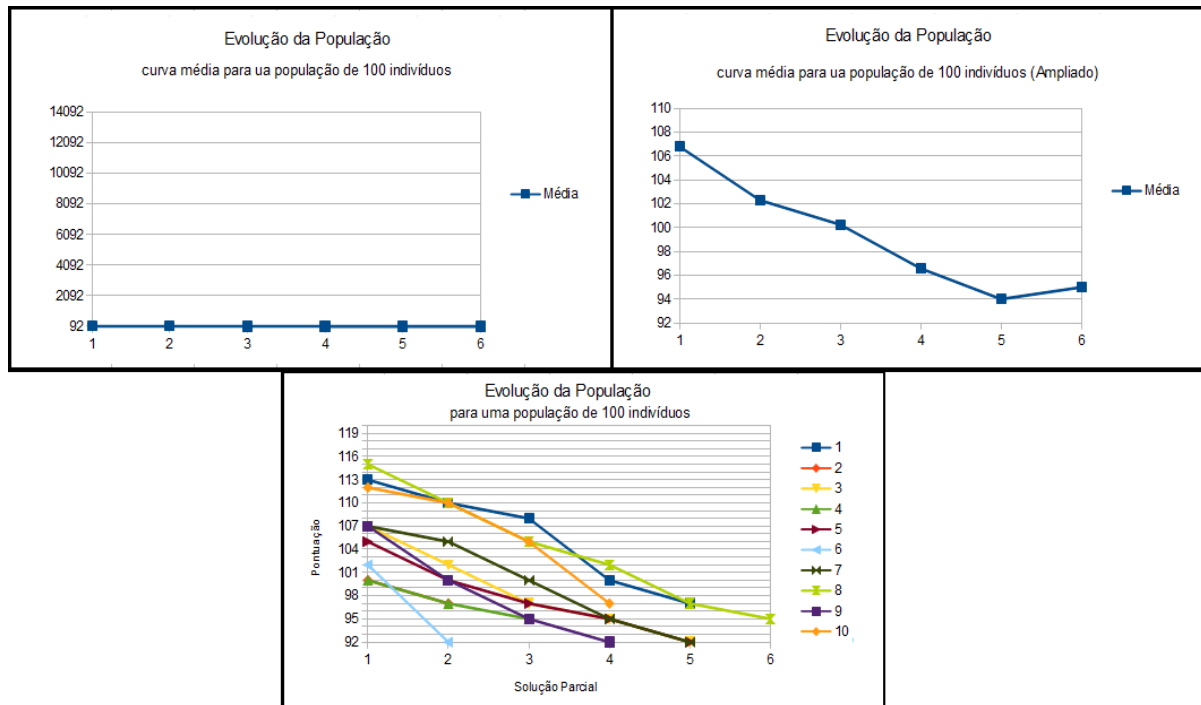 Evolução da População
curva média para ua população de 100 indivíduos
14092
12092
10092
8092
6092
4092
2092
92
1 2 3 4 5 6
Média
Evolução da População
curva média para ua população de 100 indivíduos (Ampliado)
110
108
106
104
102
100
98
96
94
92
1 2 3 4 5 6
Média
Evolução da População
para uma população de 100 indivíduos
Pontuação
119
116
113
110
107
104
101
98
95
92
1 2 3 4 5 6
Solução Parcial
1
2
3
4
5
6
7
8
9
10